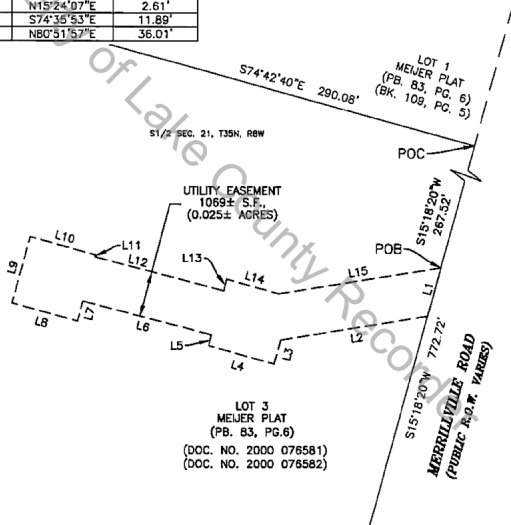 N15°24'07"E 2.61'
S74°35'53"E 11.89'
N80°51'57"E 36.01'
LOT 1
MEIJER PLAT
(PB. 83, PG. 6)
(BK. 109, PG. 5)
S74°42'40"E 290.08'
S1/2 SEC. 21, T35N, R8W
POC
UTILITY EASEMENT
1069± S.F.,
(0.025± ACRES)
S15°18'20"W
267.52'
POB
L10
L11
L12
L13
L14
L15
L9
L1
L8
L7
L6
L5
L4
L3
L2
LOT 3
MEIJER PLAT
(PB. 83, PG.6)
(DOC. NO. 2000 076581)
(DOC. NO. 2000 076582)
S15°18'20"W 772.72'
MERRILLVILLE ROAD
(PUBLIC R.O.W. VARIES)
y of Lake County Recorder